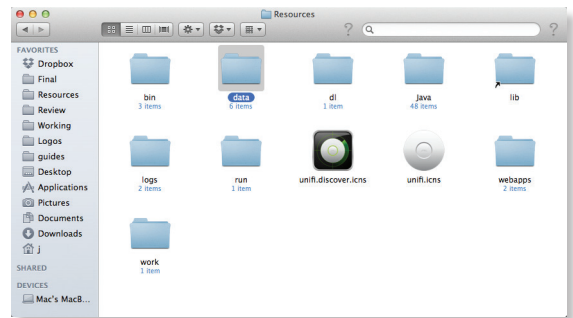 Resources
?
?
FAVORITES
Dropbox
Final
Resources
Review
Working
Logos
guides
Desktop
Applications
Pictures
Documents
Downloads
j
SHARED
DEVICES
Mac's MacB...
bin
3 items
data
6 items
dl
1 item
Java
48 items
lib
logs
2 items
run
1 item
unifi.discover.icns
unifi.icns
webapps
2 items
work
1 item